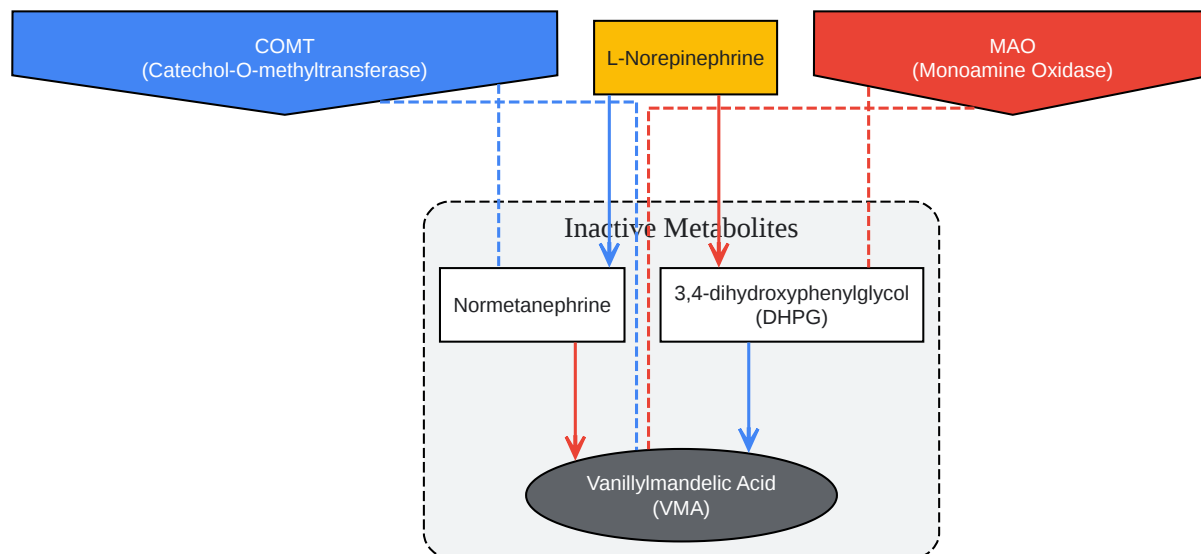 COMT
(Catechol-O-methyltransferase)
L-Norepinephrine
MAO
(Monoamine Oxidase)
Inactive Metabolites
Normetanephrine
3,4-dihydroxyphenylglycol
(DHPG)
Vanillylmandelic Acid
(VMA)